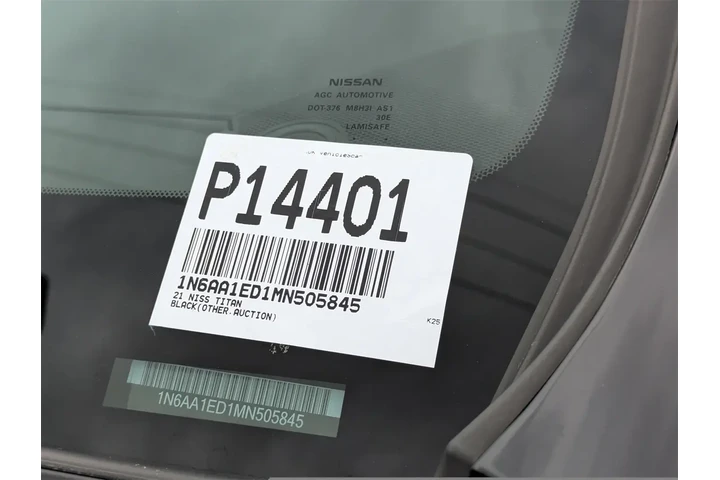 NISSAN
AGC AUTOMOTIVE
DOT-376 M8H3I AS1
30E
LAMISAFE
P14401
1N6AA1ED1MN505845
21 NISS TITAN
BLACK(OTHER.AUCTION)
K25
1N6AA1ED1MN505845